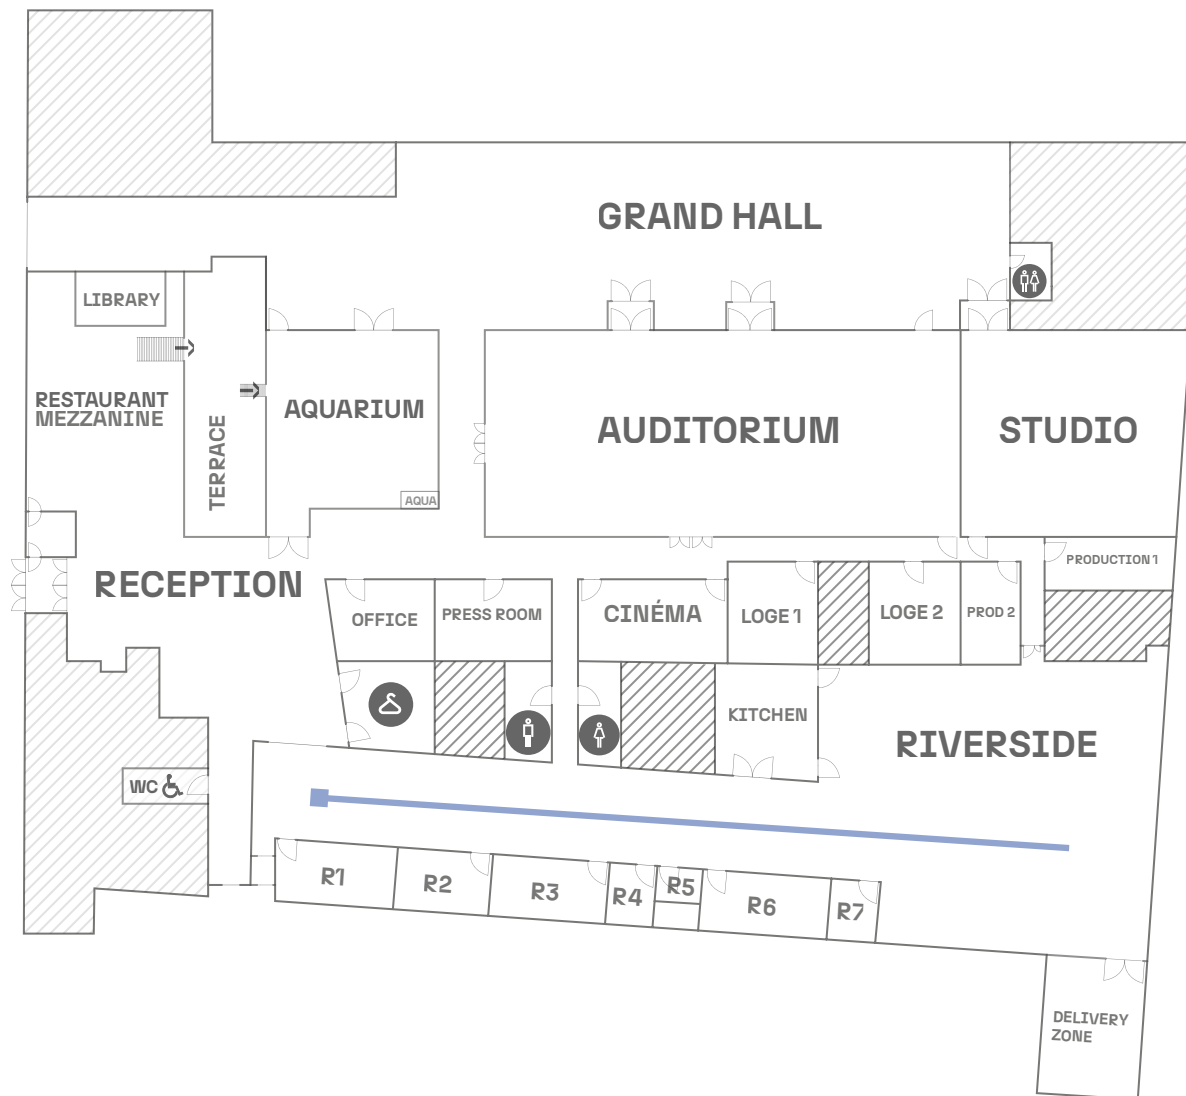 GRAND HALL
LIBRARY
RESTAURANT
MEZZANINE
TERRACE
AQUARIUM
AQUA
AUDITORIUM
STUDIO
RECEPTION
OFFICE
PRESS ROOM
CINÉMA
LOGE 1
LOGE 2
PROD 2
PRODUCTION 1
KITCHEN
RIVERSIDE
WC
R1
R2
R3
R4
R5
R6
R7
DELIVERY
ZONE